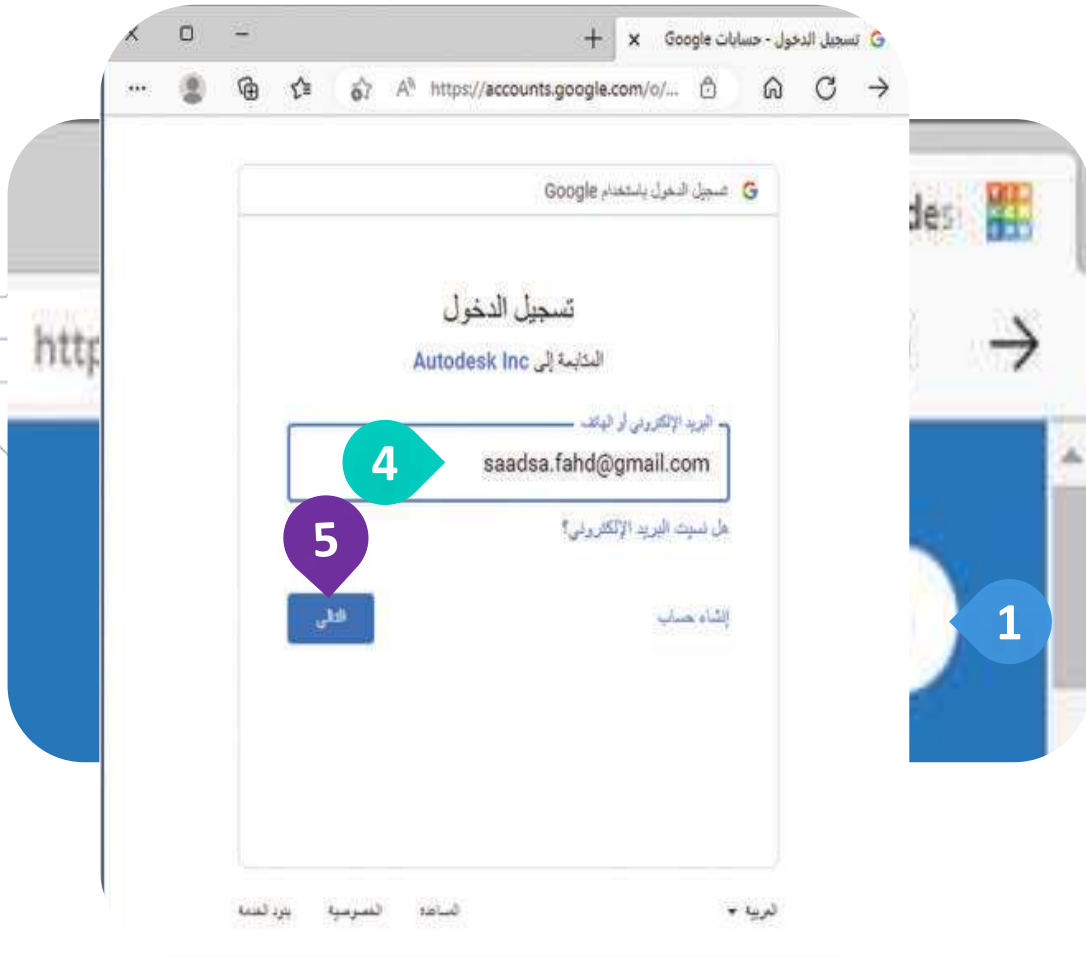 تسجيل الدخول - حسابات Google
https://accounts.google.com/o/...
des
http
تسجيل الدخول باستخدام Google
تسجيل الدخول
المتابعة إلى Autodesk Inc
البريد الإلكتروني أو الهاتف
4 saadsa.fahd@gmail.com
هل نسيت البريد الإلكتروني؟
5
إنشاء حساب
التالي
1
العربية
المساعدة
الخصوصية
بنود الخدمة